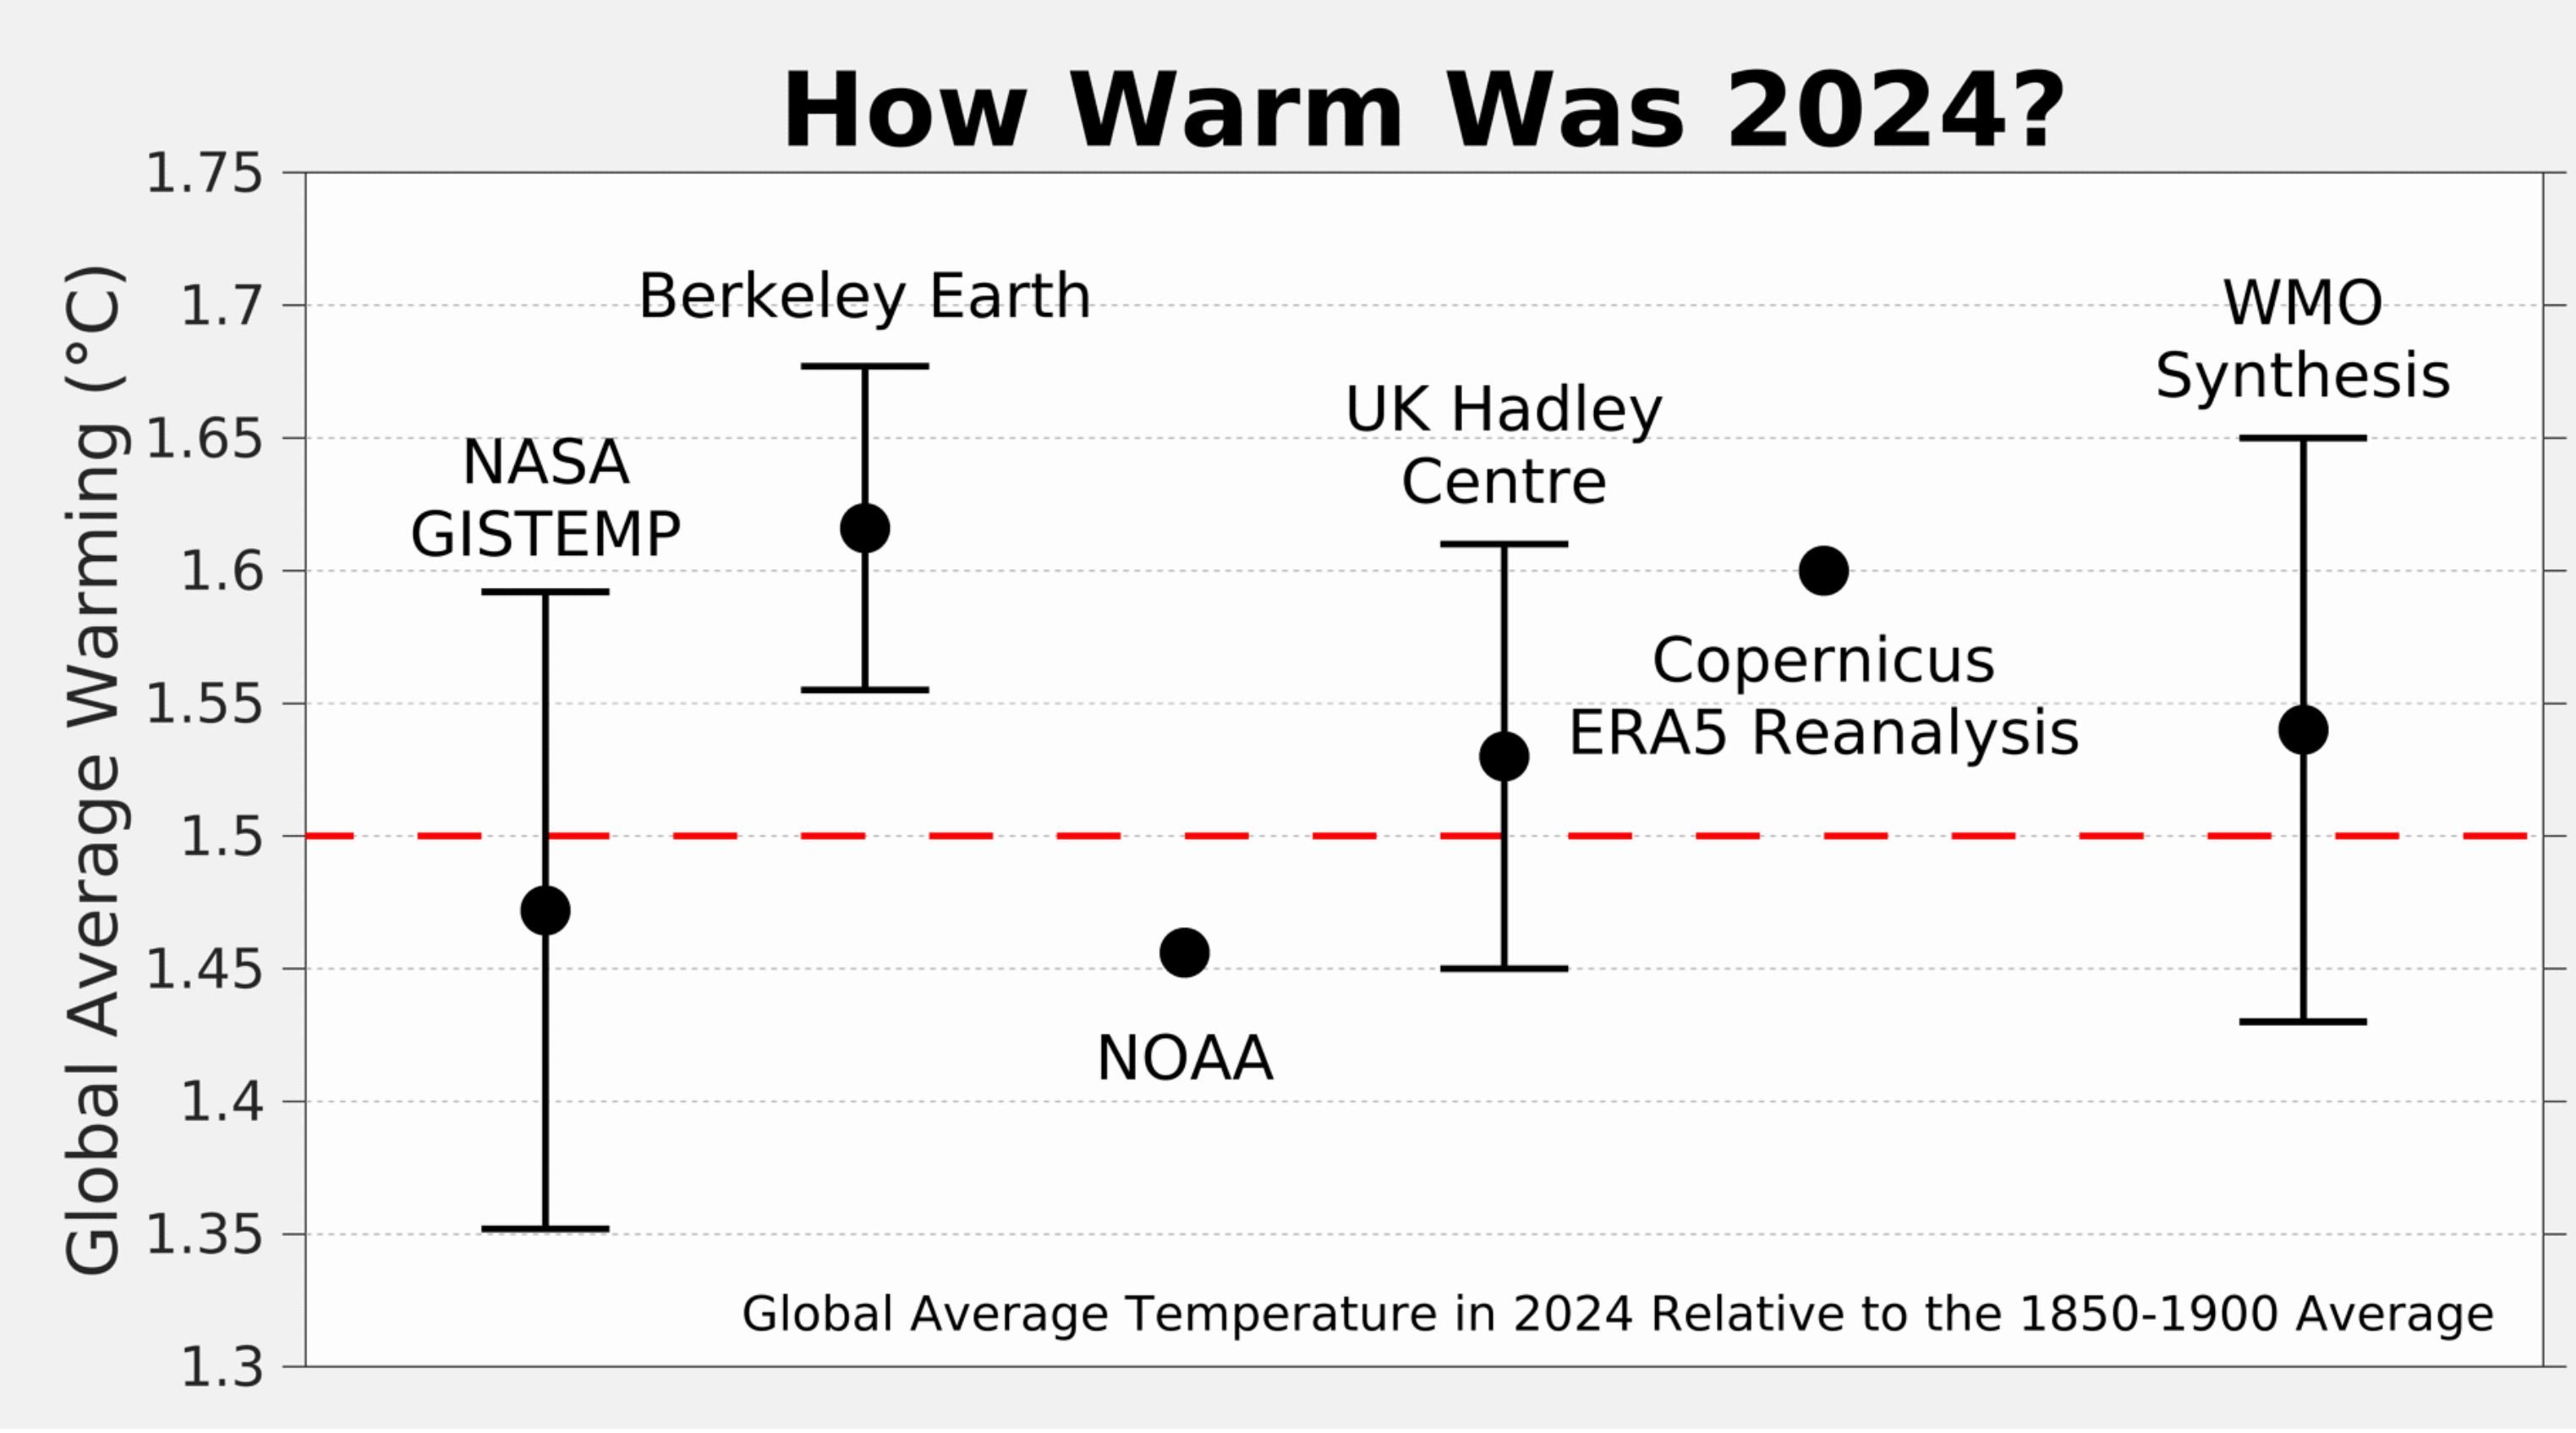 How Warm Was 2024?
Global Average Warming (°C)
1.75
1.7
1.65
1.6
1.55
1.5
1.45
1.4
1.35
1.3
NASA
GISTEMP
Berkeley Earth
NOAA
UK Hadley
Centre
Copernicus
ERA5 Reanalysis
WMO
Synthesis
Global Average Temperature in 2024 Relative to the 1850-1900 Average